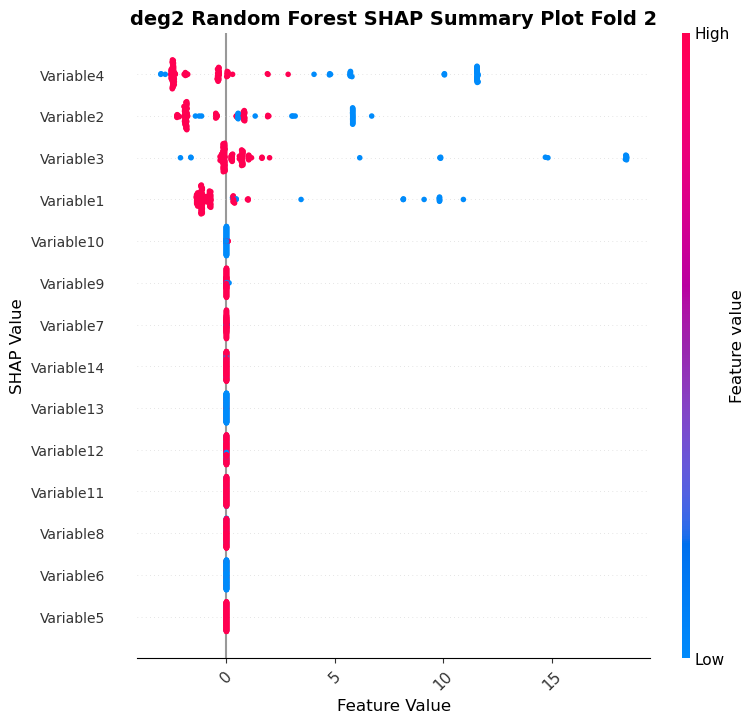 deg2 Random Forest SHAP Summary Plot Fold 2
High
Variable4
Variable2
Variable3
Variable1
Variable10
Variable9
Variable7
Variable14
Variable13
Variable12
Variable11
Variable8
Variable6
Variable5
SHAP Value
Feature value
Low
0
5
10
15
Feature Value